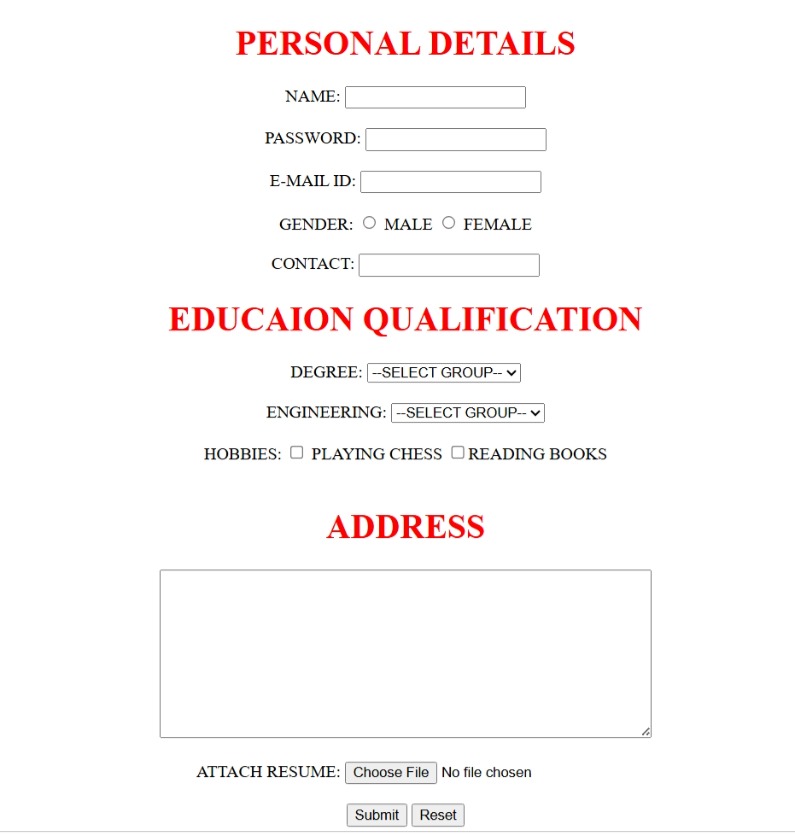 PERSONAL DETAILS
NAME:
PASSWORD:
E-MAIL ID:
GENDER: MALE FEMALE
CONTACT:
EDUCAION QUALIFICATION
DEGREE: --SELECT GROUP--
ENGINEERING: --SELECT GROUP--
HOBBIES: PLAYING CHESS READING BOOKS
ADDRESS
ATTACH RESUME: Choose File No file chosen
Submit Reset